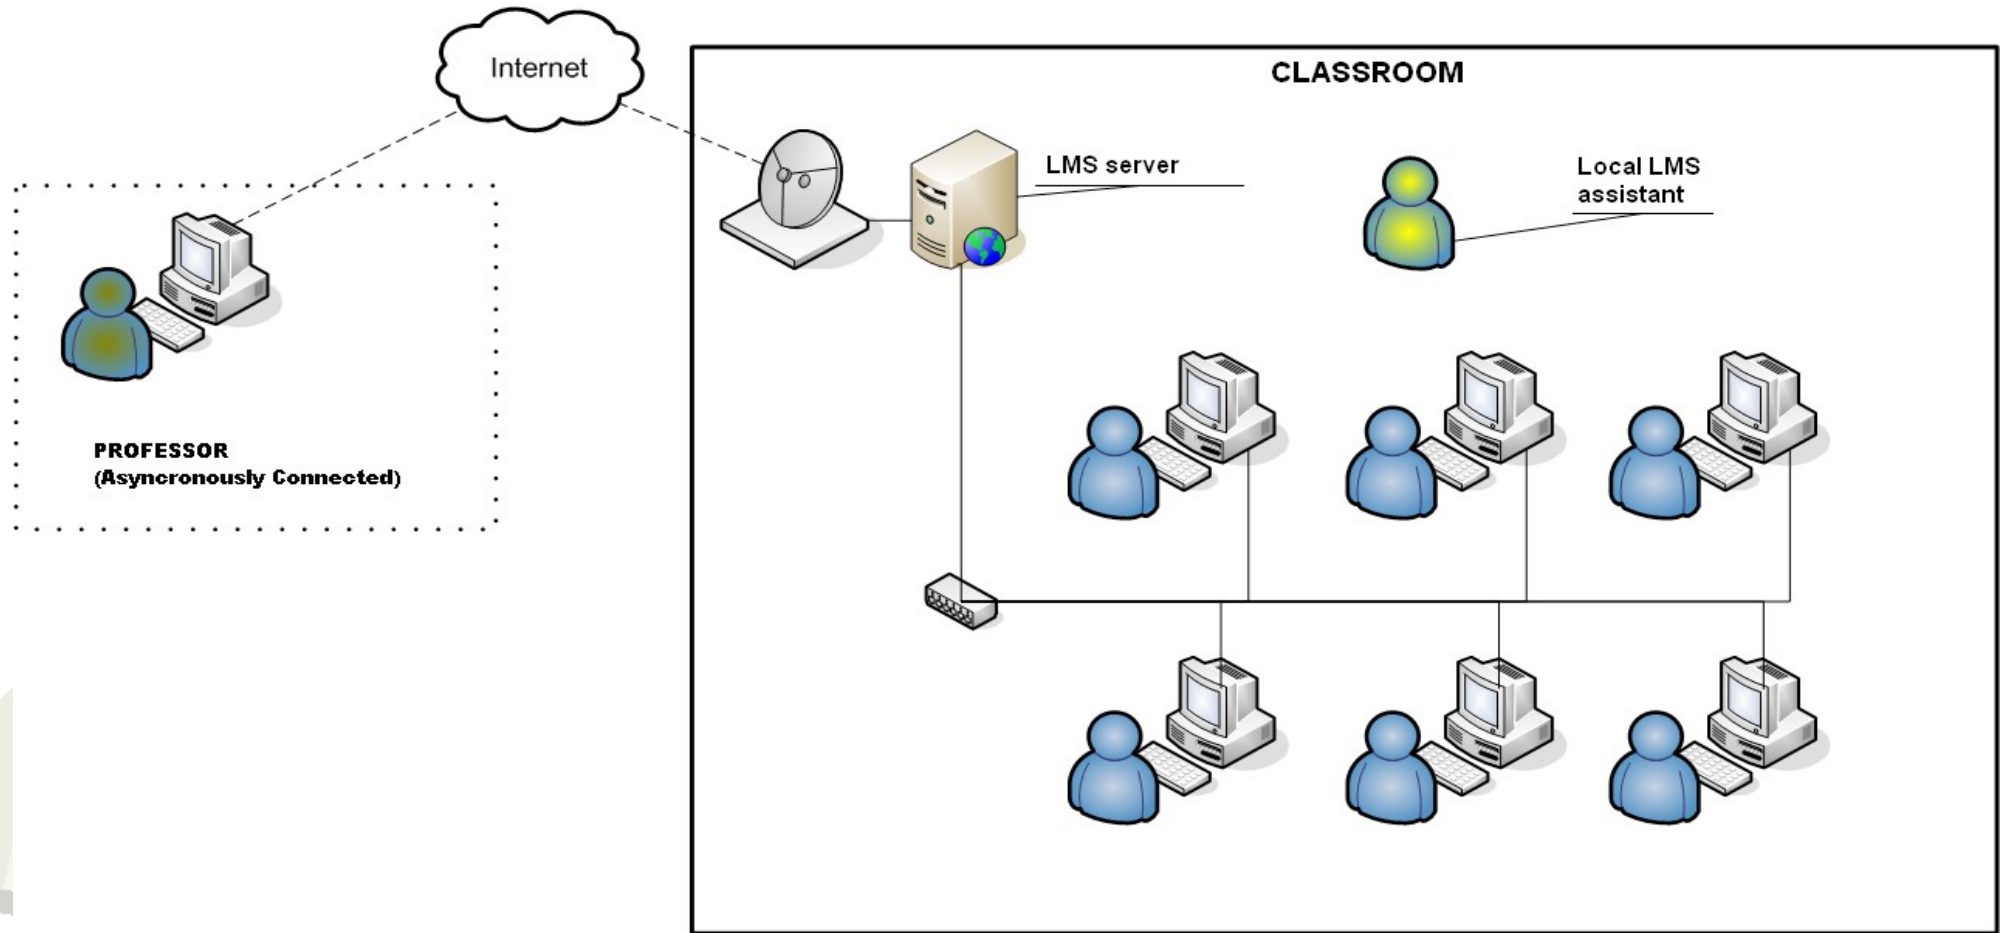 Internet
CLASSROOM
LMS server
Local LMS
assistant
PROFESSOR
(Asyncronously Connected)